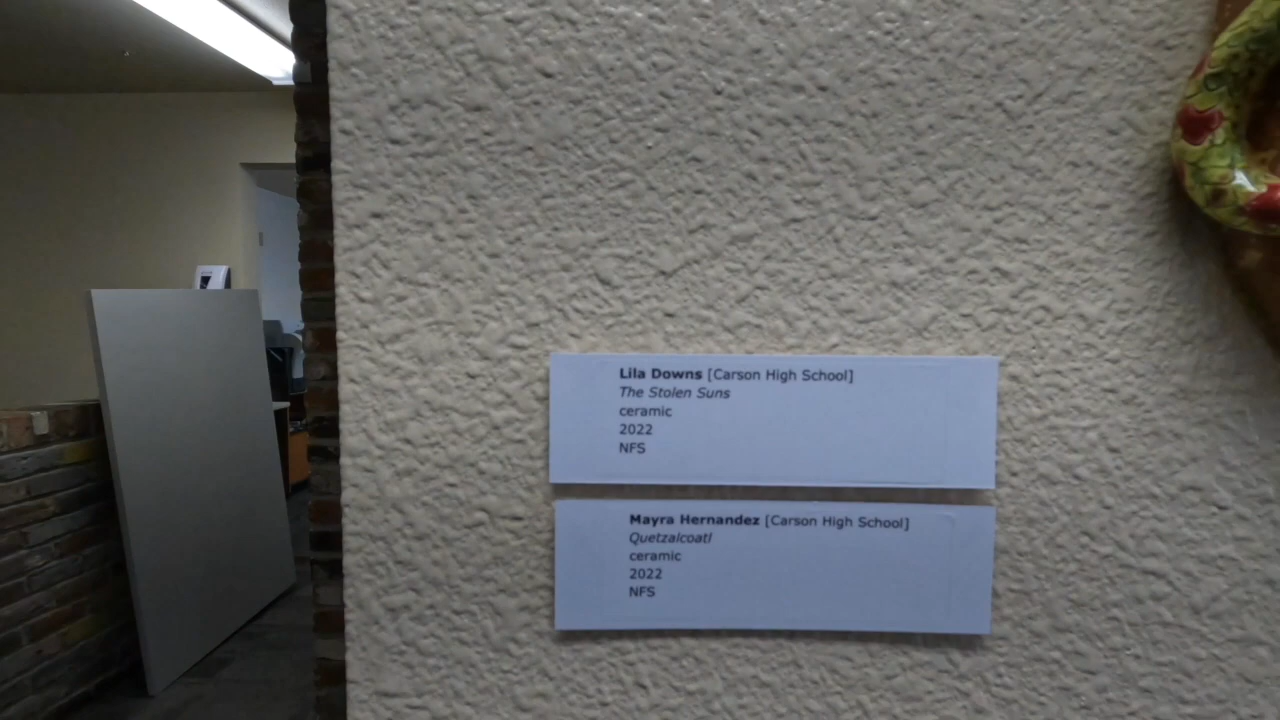 Lila Downs [Carson High School]
The Stolen Suns
ceramic
2022
NFS
Mayra Hernandez [Carson High School]
Quetzalcoatl
ceramic
2022
NFS